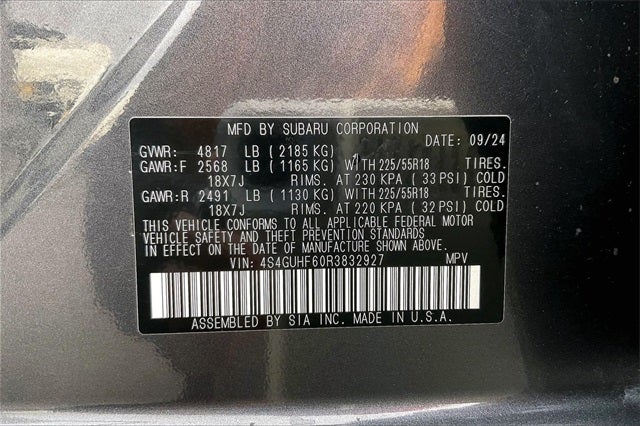 MFD BY SUBARU CORPORATION
DATE: 09/24
GVWR: 4817 LB (2185 KG)
GAWR:F 2568 LB (1165 KG) WITH 225/55R18 TIRES.
18X7J RIMS. AT 230 KPA (33 PSI) COLD
GAWR:R 2491 LB (1130 KG) WITH 225/55R18 TIRES.
18X7J RIMS. AT 220 KPA (32 PSI) COLD
THIS VEHICLE CONFORMS TO ALL APPLICABLE FEDERAL MOTOR
VEHICLE SAFETY AND THEFT PREVENTION STANDARDS
IN EFFECT ON THE DATE OF MANUFACTURE SHOWN ABOVE.
VIN: 4S4GUHF60R3832927 MPV
ASSEMBLED BY SIA INC. MADE IN U.S.A.